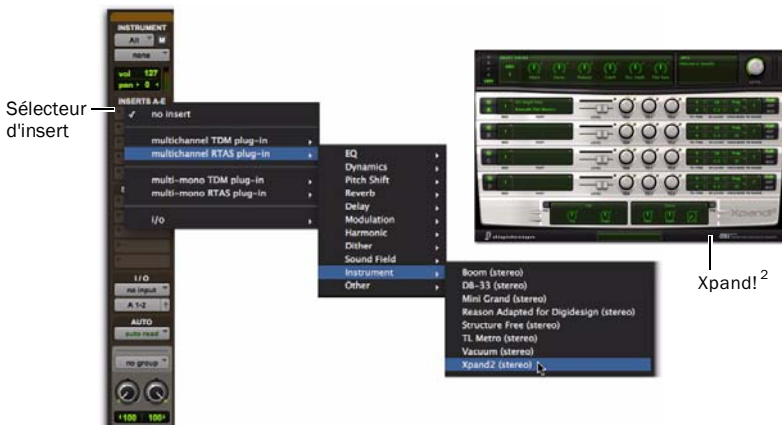 INSTRUMENT
All
M
none
vol 127
pan 0
INSERTS A-E
Sélecteur
d'insert
no insert
multichannel TDM plug-in
multichannel RTAS plug-in
multi-mono TDM plug-in
multi-mono RTAS plug-in
i/o
EQ
Dynamics
Pitch Shift
Reverb
Delay
Modulation
Harmonic
Dither
Sound Field
Instrument
Other
Boom (stereo)
DB-33 (stereo)
Mini Grand (stereo)
Reason Adapted for Digidesign (stereo)
Structure Free (stereo)
TL Metro (stereo)
Vacuum (stereo)
Xpand2 (stereo)
I/O
no input
A 1-2
AUTO
auto read
no group
100 100
digidesign
Xpand!
Xpand!²